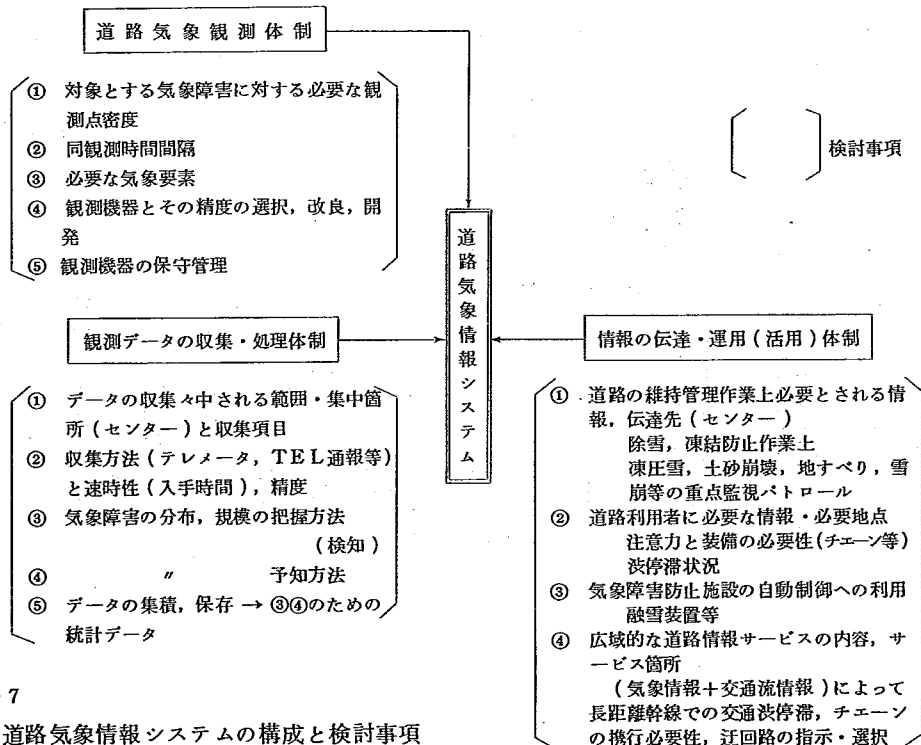 道路気象観測体制
① 対象とする気象障害に対する必要な観
測点密度
② 同観測時間間隔
③ 必要な気象要素
④ 観測機器とその精度の選択，改良，開
発
⑤ 観測機器の保守管理
検討事項
道路気象情報システム
観測データの収集・処理体制
① データの収集々中される範囲・集中箇
所（センター）と収集項目
② 収集方法（テレメータ，TEL通報等）
と速時性（入手時間），精度
③ 気象障害の分布，規模の把握方法
（検知）
④ 〃 予知方法
⑤ データの集積，保存 → ③④のための
統計データ
情報の伝達・運用（活用）体制
① 道路の維持管理作業上必要とされる情
報，伝達先（センター）
除雪，凍結防止作業上
凍圧雪，土砂崩壊，地すべり，雪
崩等の重点監視パトロール
② 道路利用者に必要な情報・必要地点
注意力と装備の必要性（チエーン等）
渋停滞状況
③ 気象障害防止施設の自動制御への利用
融雪装置等
④ 広域的な道路情報サービスの内容，サ
ービス箇所
（気象情報＋交通流情報）によって
長距離幹線での交通渋停滞，チエーン
の携行必要性，迂回路の指示・選択
7
道路気象情報システムの構成と検討事項